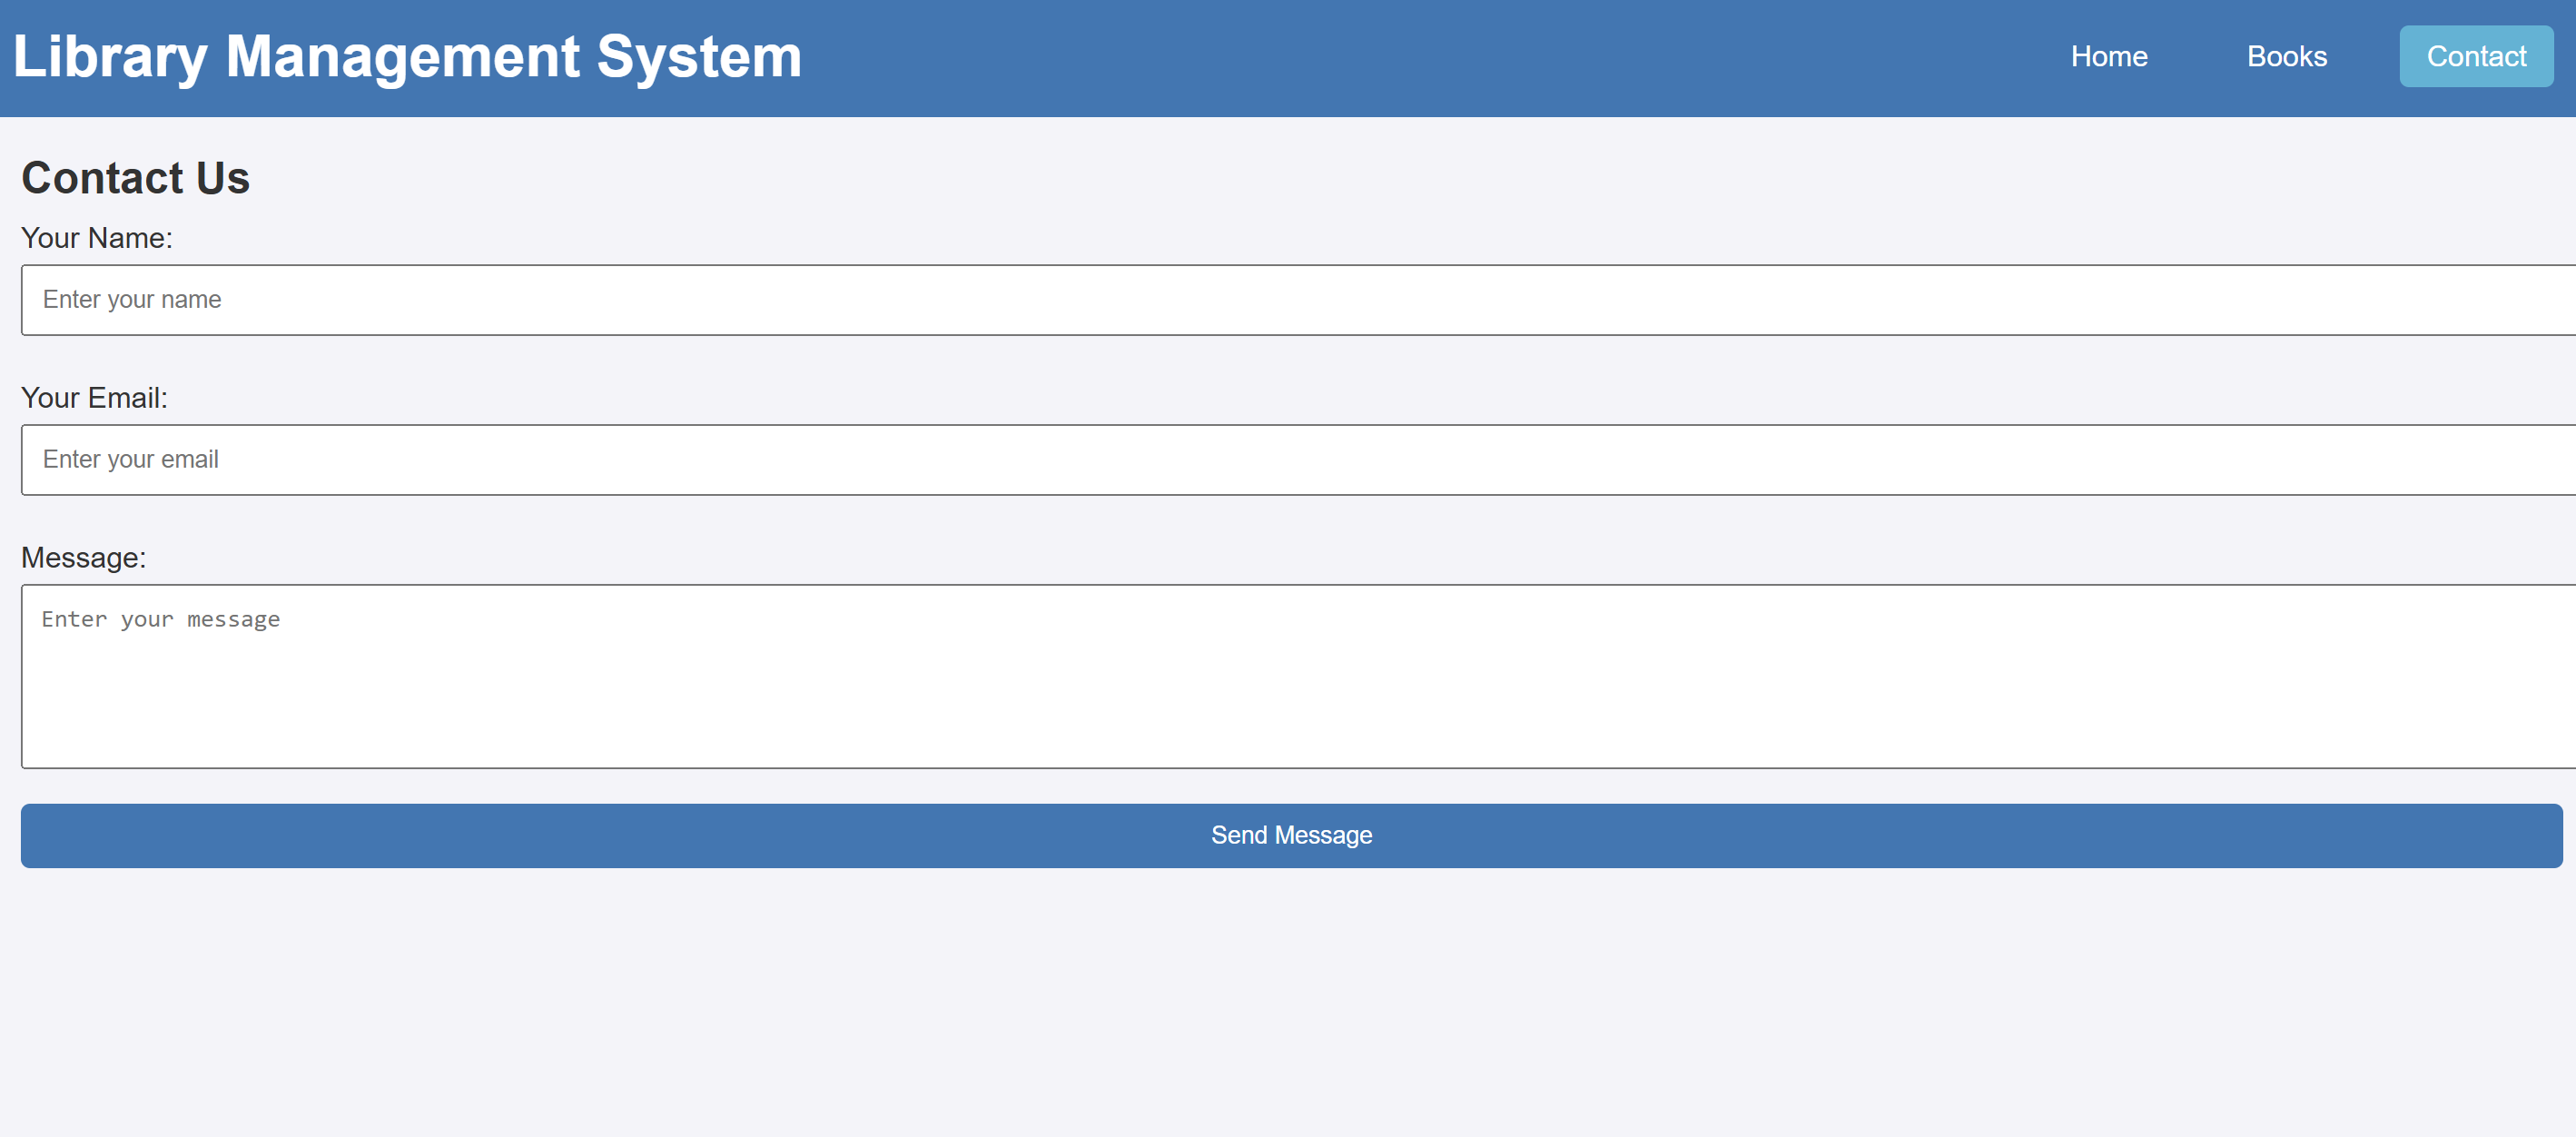 Library Management System
Home Books Contact
Contact Us
Your Name:
Enter your name
Your Email:
Enter your email
Message:
Enter your message
Send Message